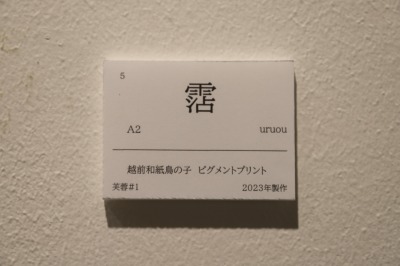 5
霑
A2 uruou
越前和紙鳥の子 ピグメントプリント
芙蓉#1 2023年製作